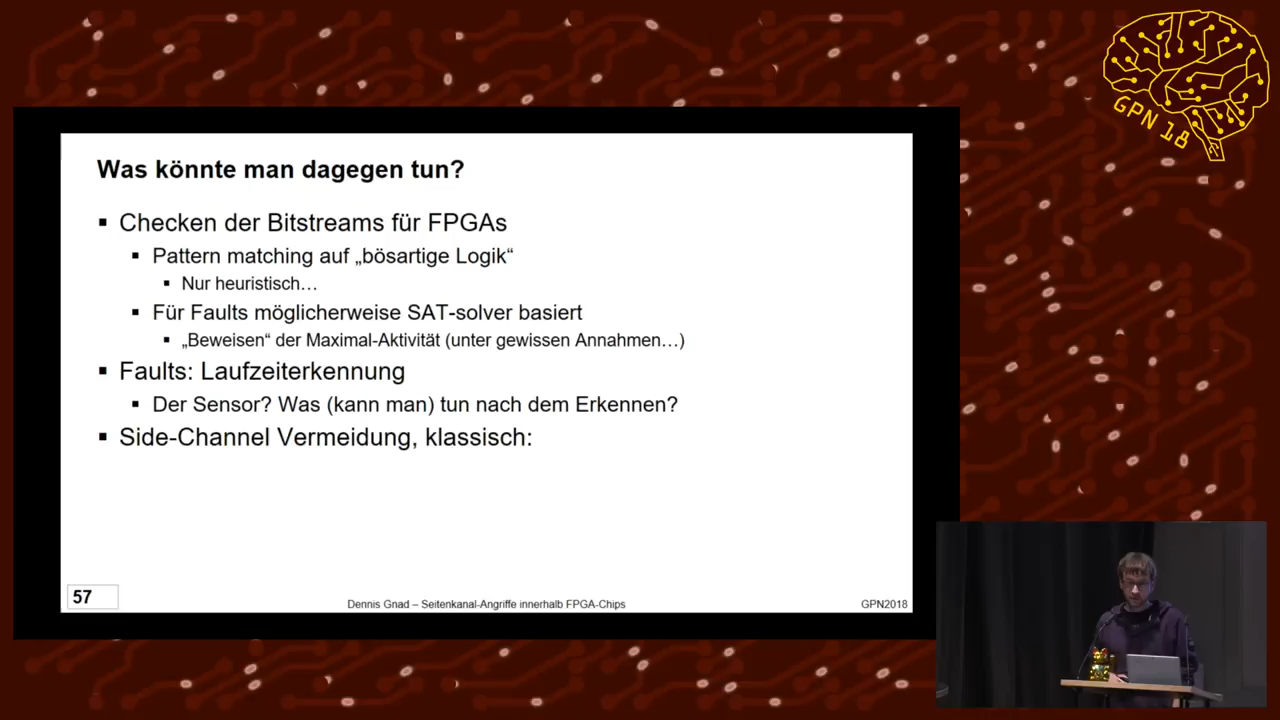 GPN 18
Was könnte man dagegen tun?
▪ Checken der Bitstreams für FPGAs
▪ Pattern matching auf „bösartige Logik“
▪ Nur heuristisch…
▪ Für Faults möglicherweise SAT-solver basiert
▪ „Beweisen“ der Maximal-Aktivität (unter gewissen Annahmen…)
▪ Faults: Laufzeiterkennung
▪ Der Sensor? Was (kann man) tun nach dem Erkennen?
▪ Side-Channel Vermeidung, klassisch:
57
Dennis Gnad – Seitenkanal-Angriffe innerhalb FPGA-Chips
GPN2018